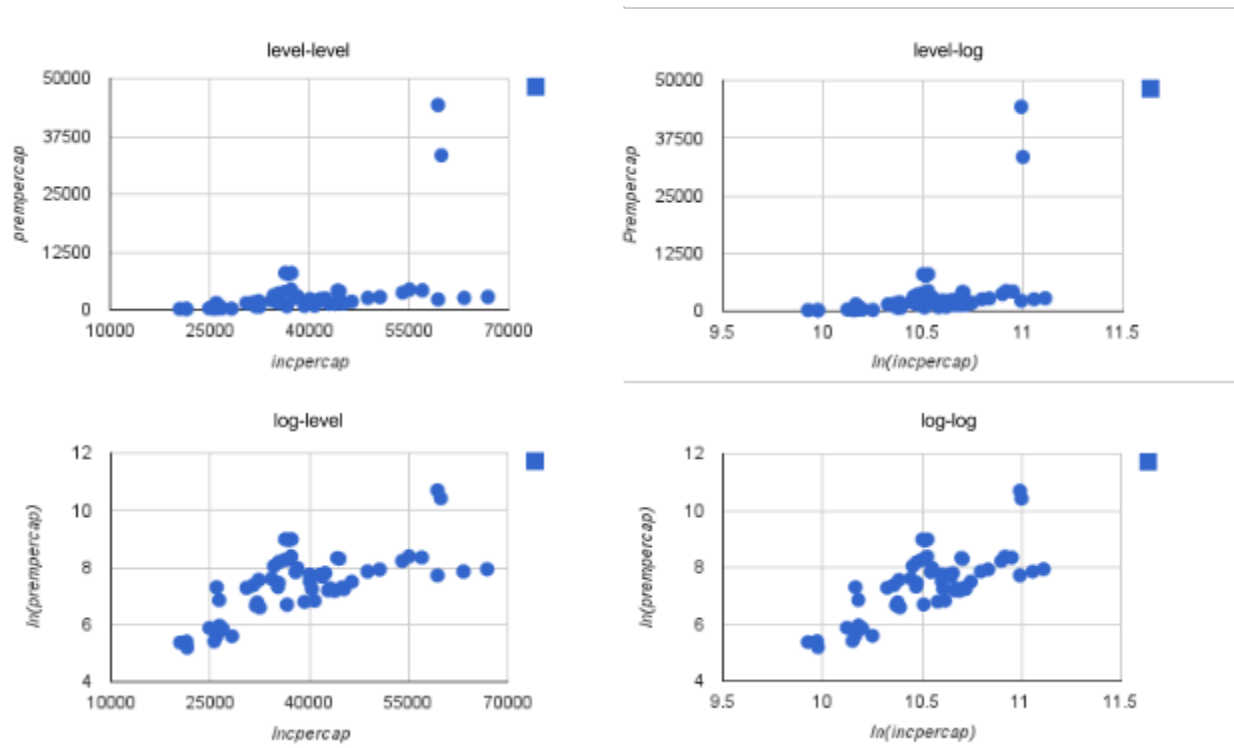 level-level
50000
37500
25000
12500
0
prempercap
10000 25000 40000 55000 70000
incpercap
level-log
50000
37500
25000
12500
0
Prempercap
9.5 10 10.5 11 11.5
ln(incpercap)
log-level
12
10
8
6
4
ln(prempercap)
10000 25000 40000 55000 70000
Incpercap
log-log
12
10
8
6
4
ln(prempercap)
9.5 10 10.5 11 11.5
ln(incpercap)